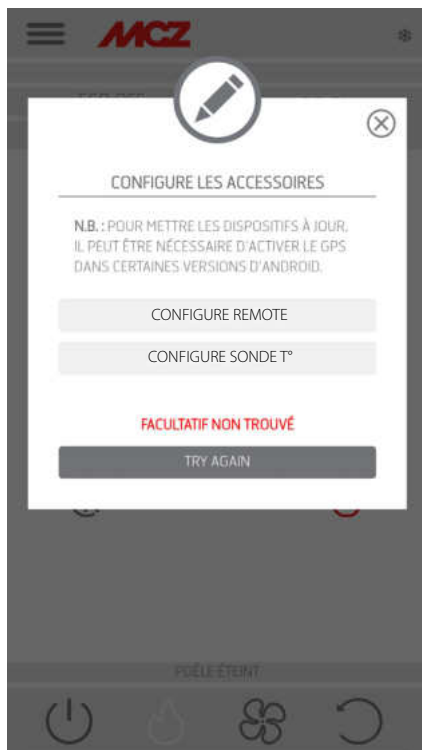 MCZ
CONFIGURE LES ACCESSOIRES
N.B. : POUR METTRE LES DISPOSITIFS À JOUR,
IL PEUT ÊTRE NÉCESSAIRE D'ACTIVER LE GPS
DANS CERTAINES VERSIONS D'ANDROID.
CONFIGURE REMOTE
CONFIGURE SONDE T°
FACULTATIF NON TROUVÉ
TRY AGAIN
POÊLE ÉTEINT